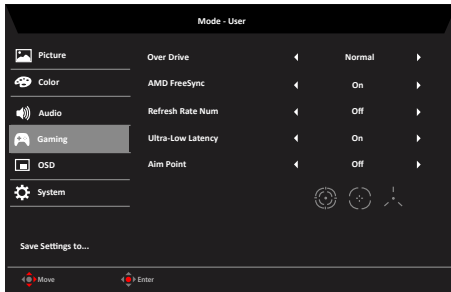 Mode - User
Picture
Over Drive Normal
Color
AMD FreeSync On
Audio
Refresh Rate Num Off
Gaming
Ultra-Low Latency On
OSD
Aim Point Off
System
Save Settings to...
Move Enter